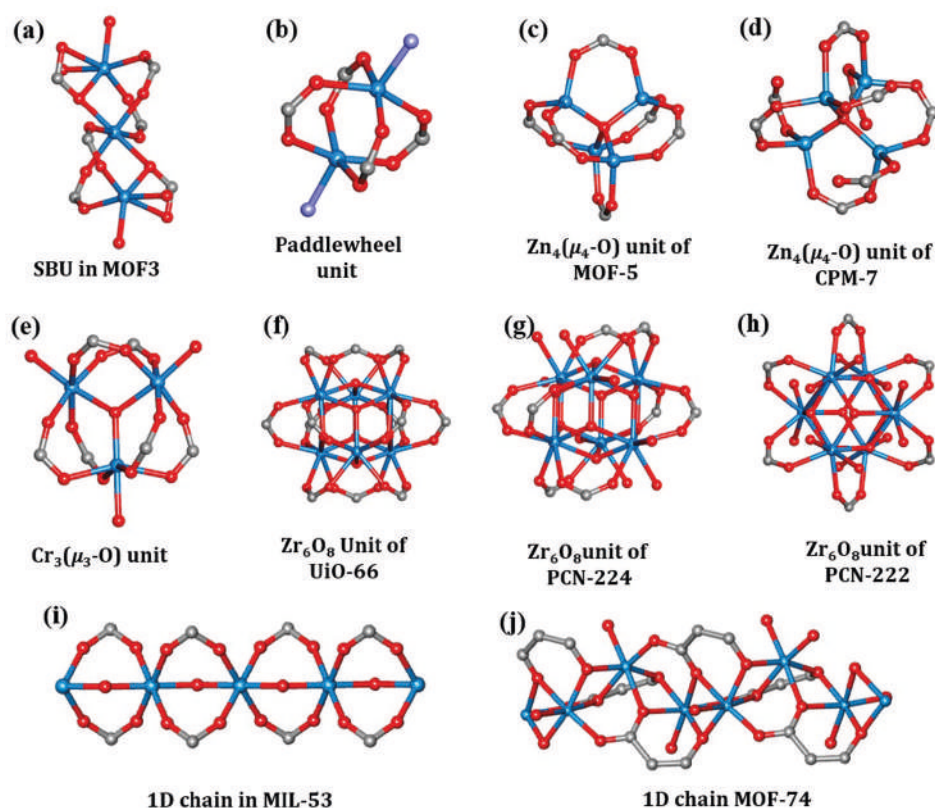 (a)
(b)
(c)
(d)
SBU in MOF3
Paddlewheel
unit
Zn₄(μ₄-O) unit of
MOF-5
Zn₄(μ₄-O) unit of
CPM-7
(e)
(f)
(g)
(h)
Cr₃(μ₃-O) unit
Zr₆O₈ Unit of
UiO-66
Zr₆O₈unit of
PCN-224
Zr₆O₈unit of
PCN-222
(i)
(j)
1D chain in MIL-53
1D chain MOF-74